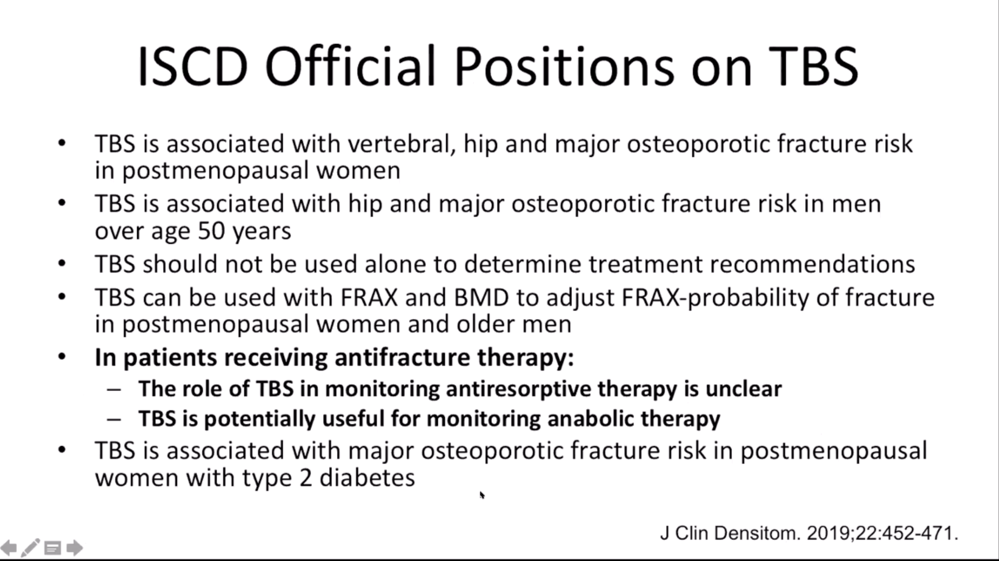 ISCD Official Positions on TBS
• TBS is associated with vertebral, hip and major osteoporotic fracture risk
in postmenopausal women
• TBS is associated with hip and major osteoporotic fracture risk in men
over age 50 years
• TBS should not be used alone to determine treatment recommendations
• TBS can be used with FRAX and BMD to adjust FRAX-probability of fracture
in postmenopausal women and older men
• In patients receiving antifracture therapy:
– The role of TBS in monitoring antiresorptive therapy is unclear
– TBS is potentially useful for monitoring anabolic therapy
• TBS is associated with major osteoporotic fracture risk in postmenopausal
women with type 2 diabetes
J Clin Densitom. 2019;22:452-471.